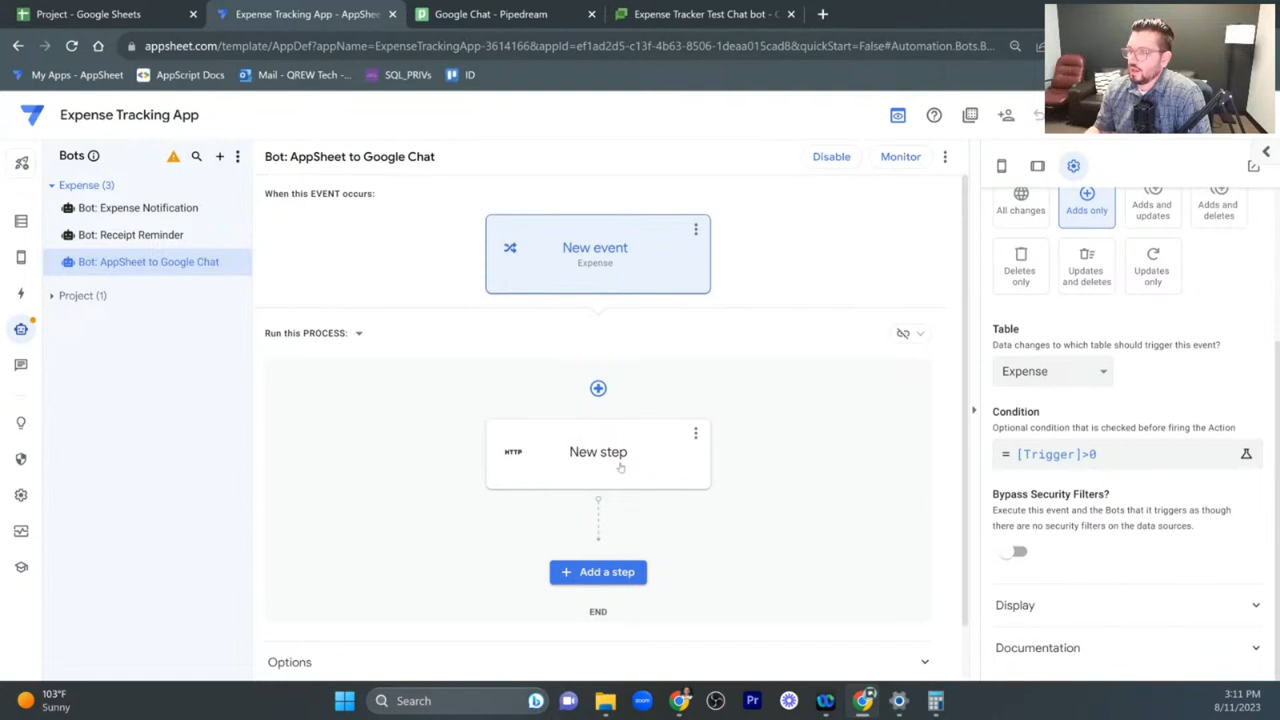 Project - Google Sheets
Expense Tracking App - AppShee
Google Chat - Pipedream
Expense Tracker Test Chat bot - C
appsheet.com/template/AppDef?appName=ExpenseTrackingApp-3614166&appId=ef1ad2d5-c13f-4b63-8506-1deaa015cad8&quickStart=False#Automation.Bots.B...
My Apps - AppSheet
AppScript Docs
Mail - QREW Tech -...
SQL_PRIVs
ID
Expense Tracking App
Bots
Expense (3)
Bot: Expense Notification
Bot: Receipt Reminder
Bot: AppSheet to Google Chat
Project (1)
Bot: AppSheet to Google Chat
Disable
Monitor
When this EVENT occurs:
New event
Expense
Run this PROCESS:
HTTP
New step
+ Add a step
END
Options
All changes
Adds only
Adds and updates
Adds and deletes
Deletes only
Updates and deletes
Updates only
Table
Data changes to which table should trigger this event?
Expense
Condition
Optional condition that is checked before firing the Action
= [Trigger]>0
Bypass Security Filters?
Execute this event and the Bots that it triggers as though
there are no security filters on the data sources.
Display
Documentation
103°F
Sunny
Search
3:11 PM
8/11/2023